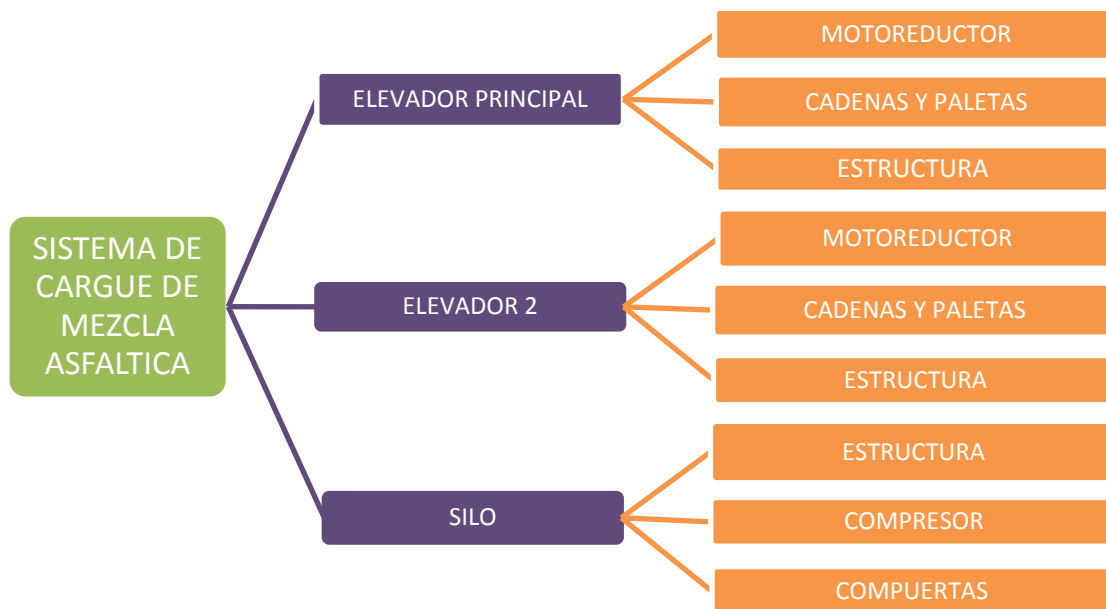 SISTEMA DE
CARGUE DE
MEZCLA
ASFALTICA
ELEVADOR PRINCIPAL
MOTOREDUCTOR
CADENAS Y PALETAS
ESTRUCTURA
ELEVADOR 2
MOTOREDUCTOR
CADENAS Y PALETAS
ESTRUCTURA
SILO
ESTRUCTURA
COMPRESOR
COMPUERTAS